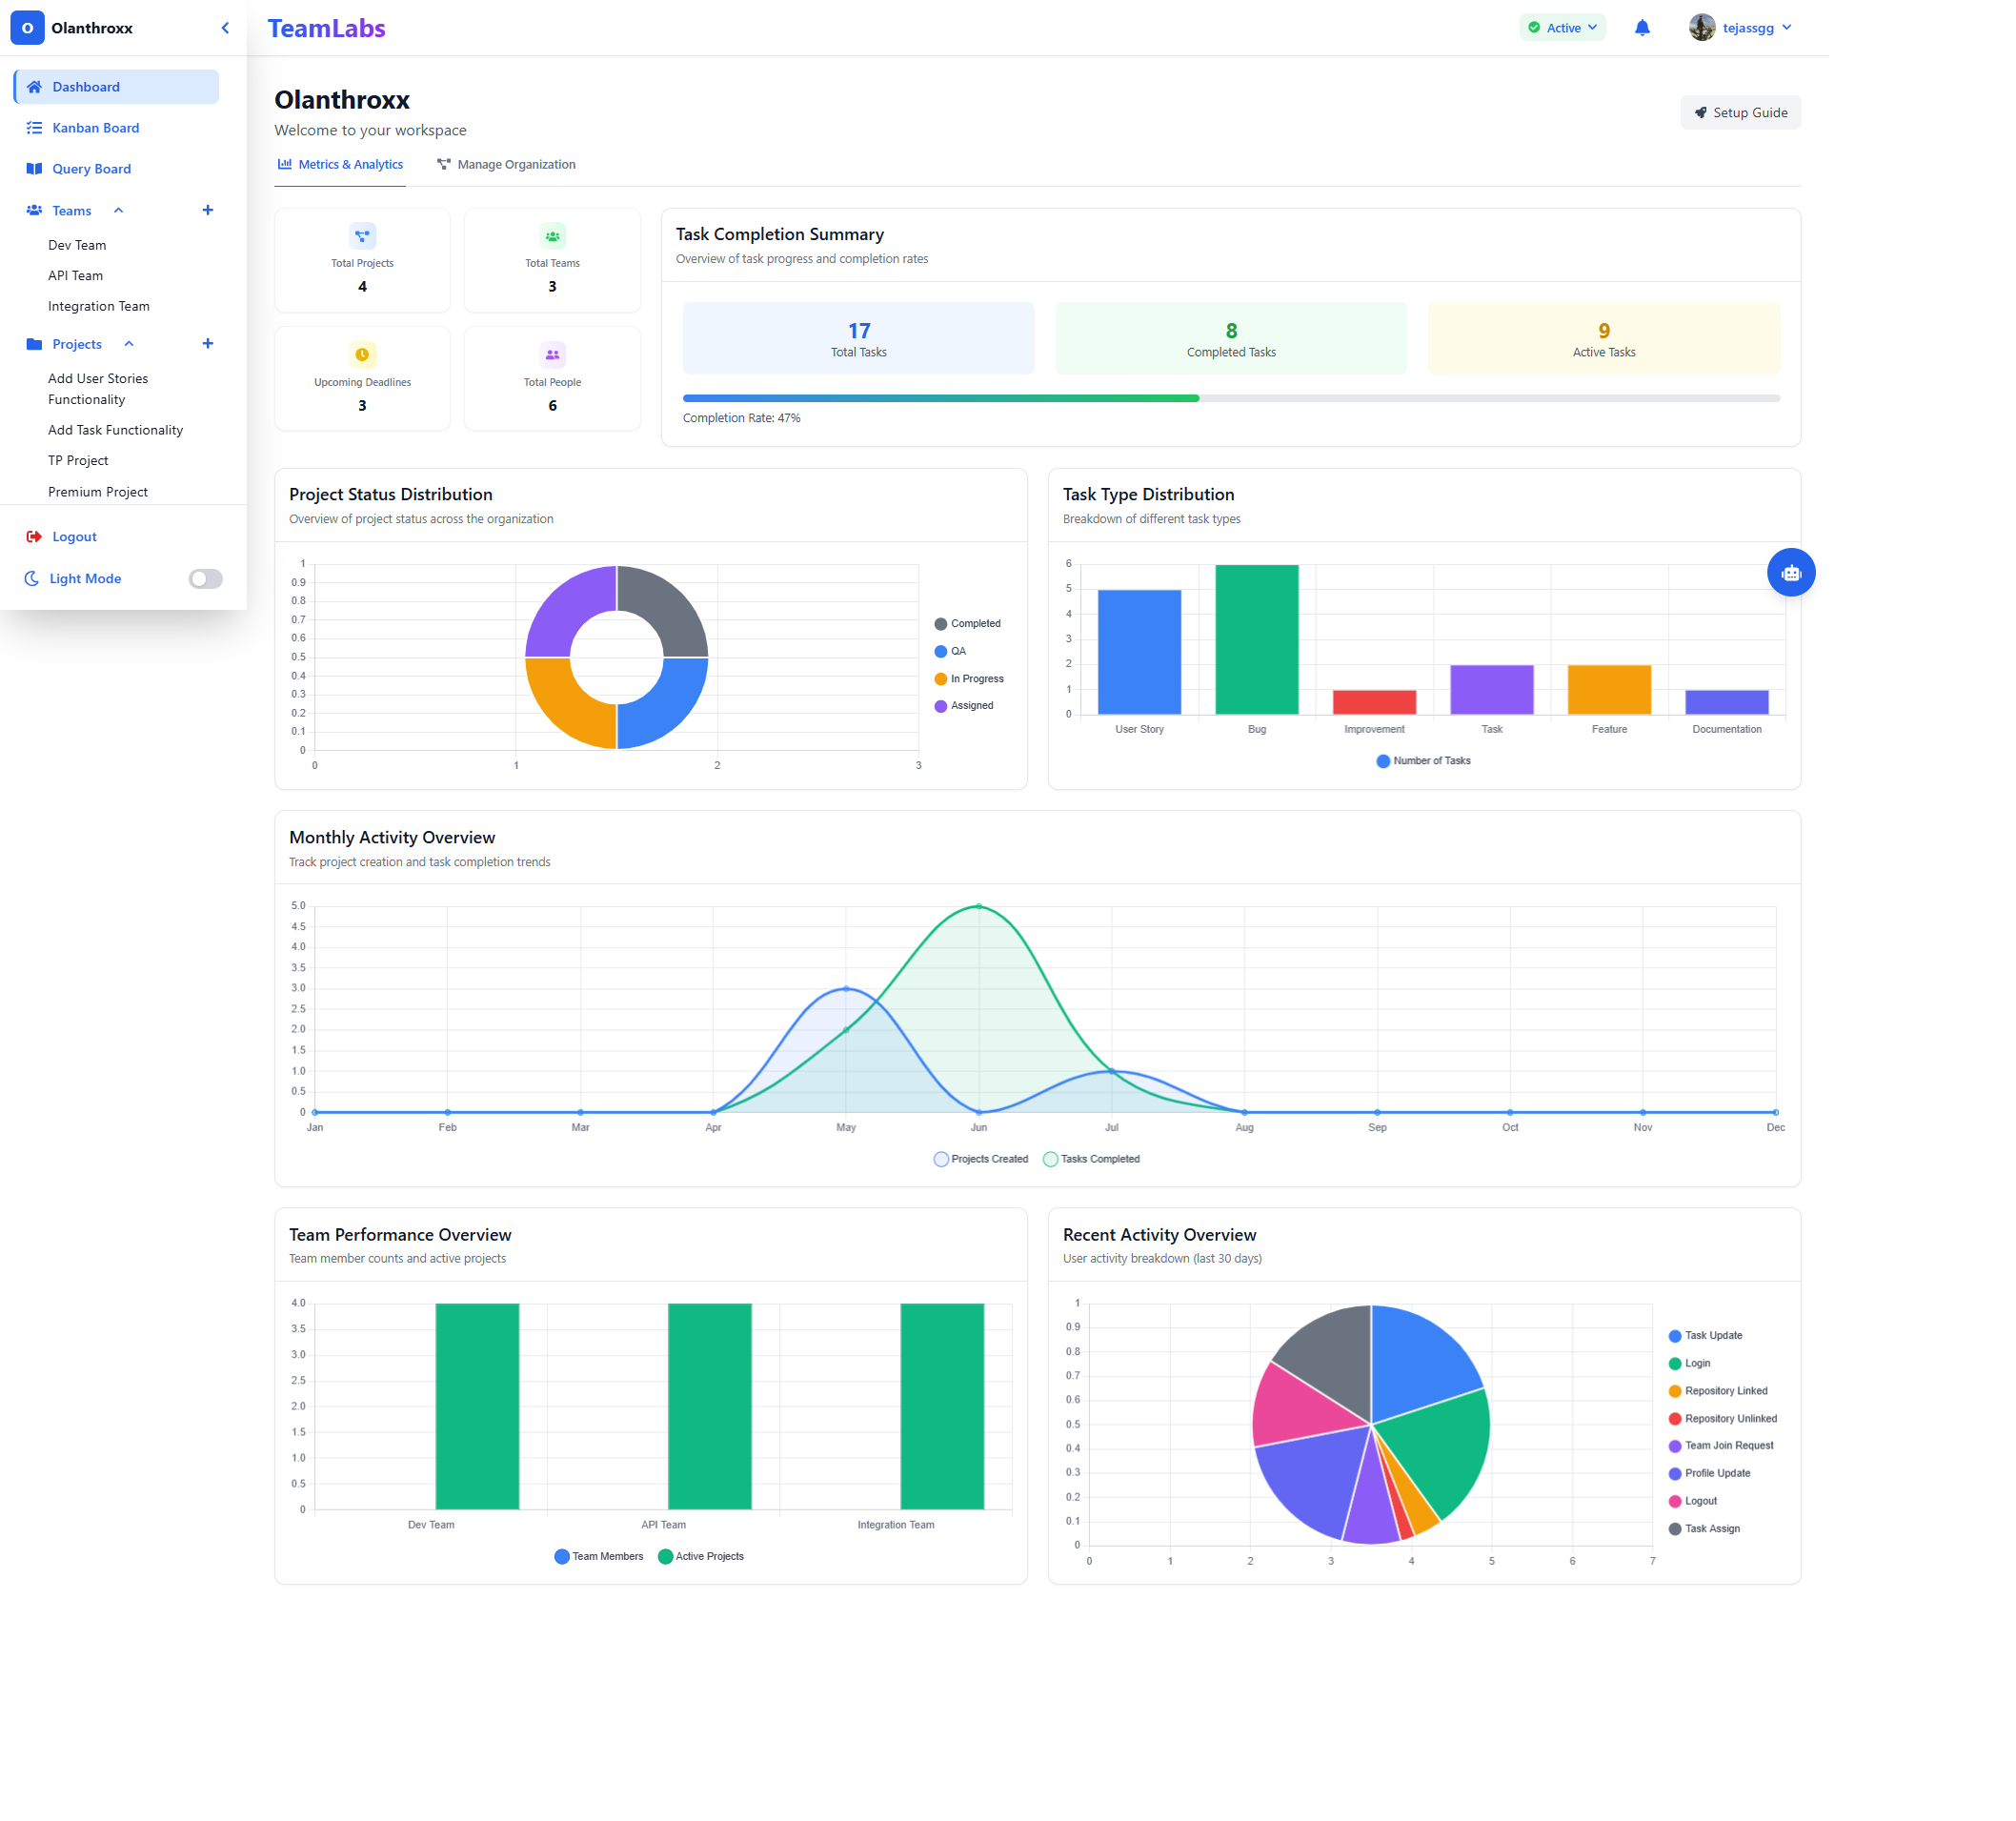 O Olanthroxx
Dashboard
Kanban Board
Query Board
Teams
Dev Team
API Team
Integration Team
Projects
Add User Stories
Functionality
Add Task Functionality
TP Project
Premium Project
Logout
Light Mode
TeamLabs
Active
tejassgg
Olanthroxx
Welcome to your workspace
Setup Guide
Metrics & Analytics
Manage Organization
Total Projects
4
Total Teams
3
Upcoming Deadlines
3
Total People
6
Task Completion Summary
Overview of task progress and completion rates
17
Total Tasks
8
Completed Tasks
9
Active Tasks
Completion Rate: 47%
Project Status Distribution
Overview of project status across the organization
1
0.9
0.8
0.7
0.6
0.5
0.4
0.3
0.2
0.1
0
0 1 2 3
Completed
QA
In Progress
Assigned
Task Type Distribution
Breakdown of different task types
6
5
4
3
2
1
0
User Story Bug Improvement Task Feature Documentation
Number of Tasks
Monthly Activity Overview
Track project creation and task completion trends
5.0
4.5
4.0
3.5
3.0
2.5
2.0
1.5
1.0
0.5
0
Jan Feb Mar Apr May Jun Jul Aug Sep Oct Nov Dec
Projects Created Tasks Completed
Team Performance Overview
Team member counts and active projects
4.0
3.5
3.0
2.5
2.0
1.5
1.0
0.5
0
Dev Team API Team Integration Team
Team Members Active Projects
Recent Activity Overview
User activity breakdown (last 30 days)
1
0.9
0.8
0.7
0.6
0.5
0.4
0.3
0.2
0.1
0
0 1 2 3 4 5 6 7
Task Update
Login
Repository Linked
Repository Unlinked
Team Join Request
Profile Update
Logout
Task Assign